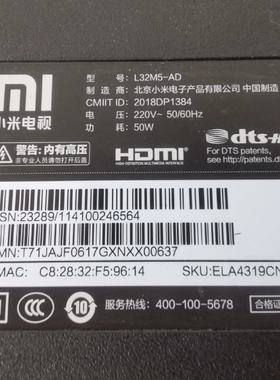 MI
小米电视
型 号: L32M5-AD
制造商: 北京小米电子产品有限公司 中国制造
CMIIT ID: 2018DP1384
电 压: 220V~ 50/60Hz
功 耗: 50W
警告: 内有高压
非专业人员请勿打开后盖
HDMI
dts-H
For DTS patents,
SN:23289/114100246564
MN:T71JAJF0617GXNXX00637
MAC: C8:28:32:F5:96:14
SKU:ELA4319CN
CCC
10
服务热线: 400-100-5678
合格证